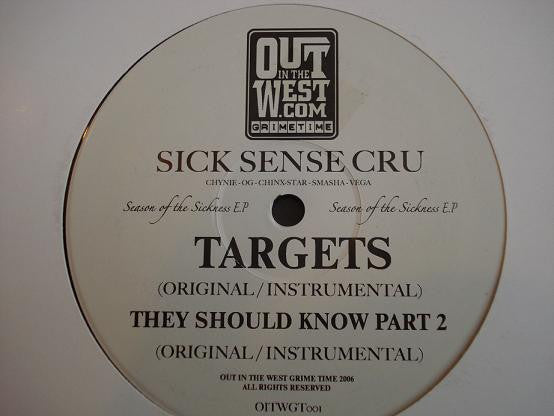 OUT
IN THE
WEST
.COM
GRIMETIME
SICK SENSE CRU
CHYNIE - OG - CHINX-STAR - SMASHA - VEGA
Season of the Sickness E.P Season of the Sickness E.P
TARGETS
(ORIGINAL / INSTRUMENTAL)
THEY SHOULD KNOW PART 2
(ORIGINAL / INSTRUMENTAL)
OUT IN THE WEST GRIME TIME 2006
ALL RIGHTS RESERVED
OITWGT001